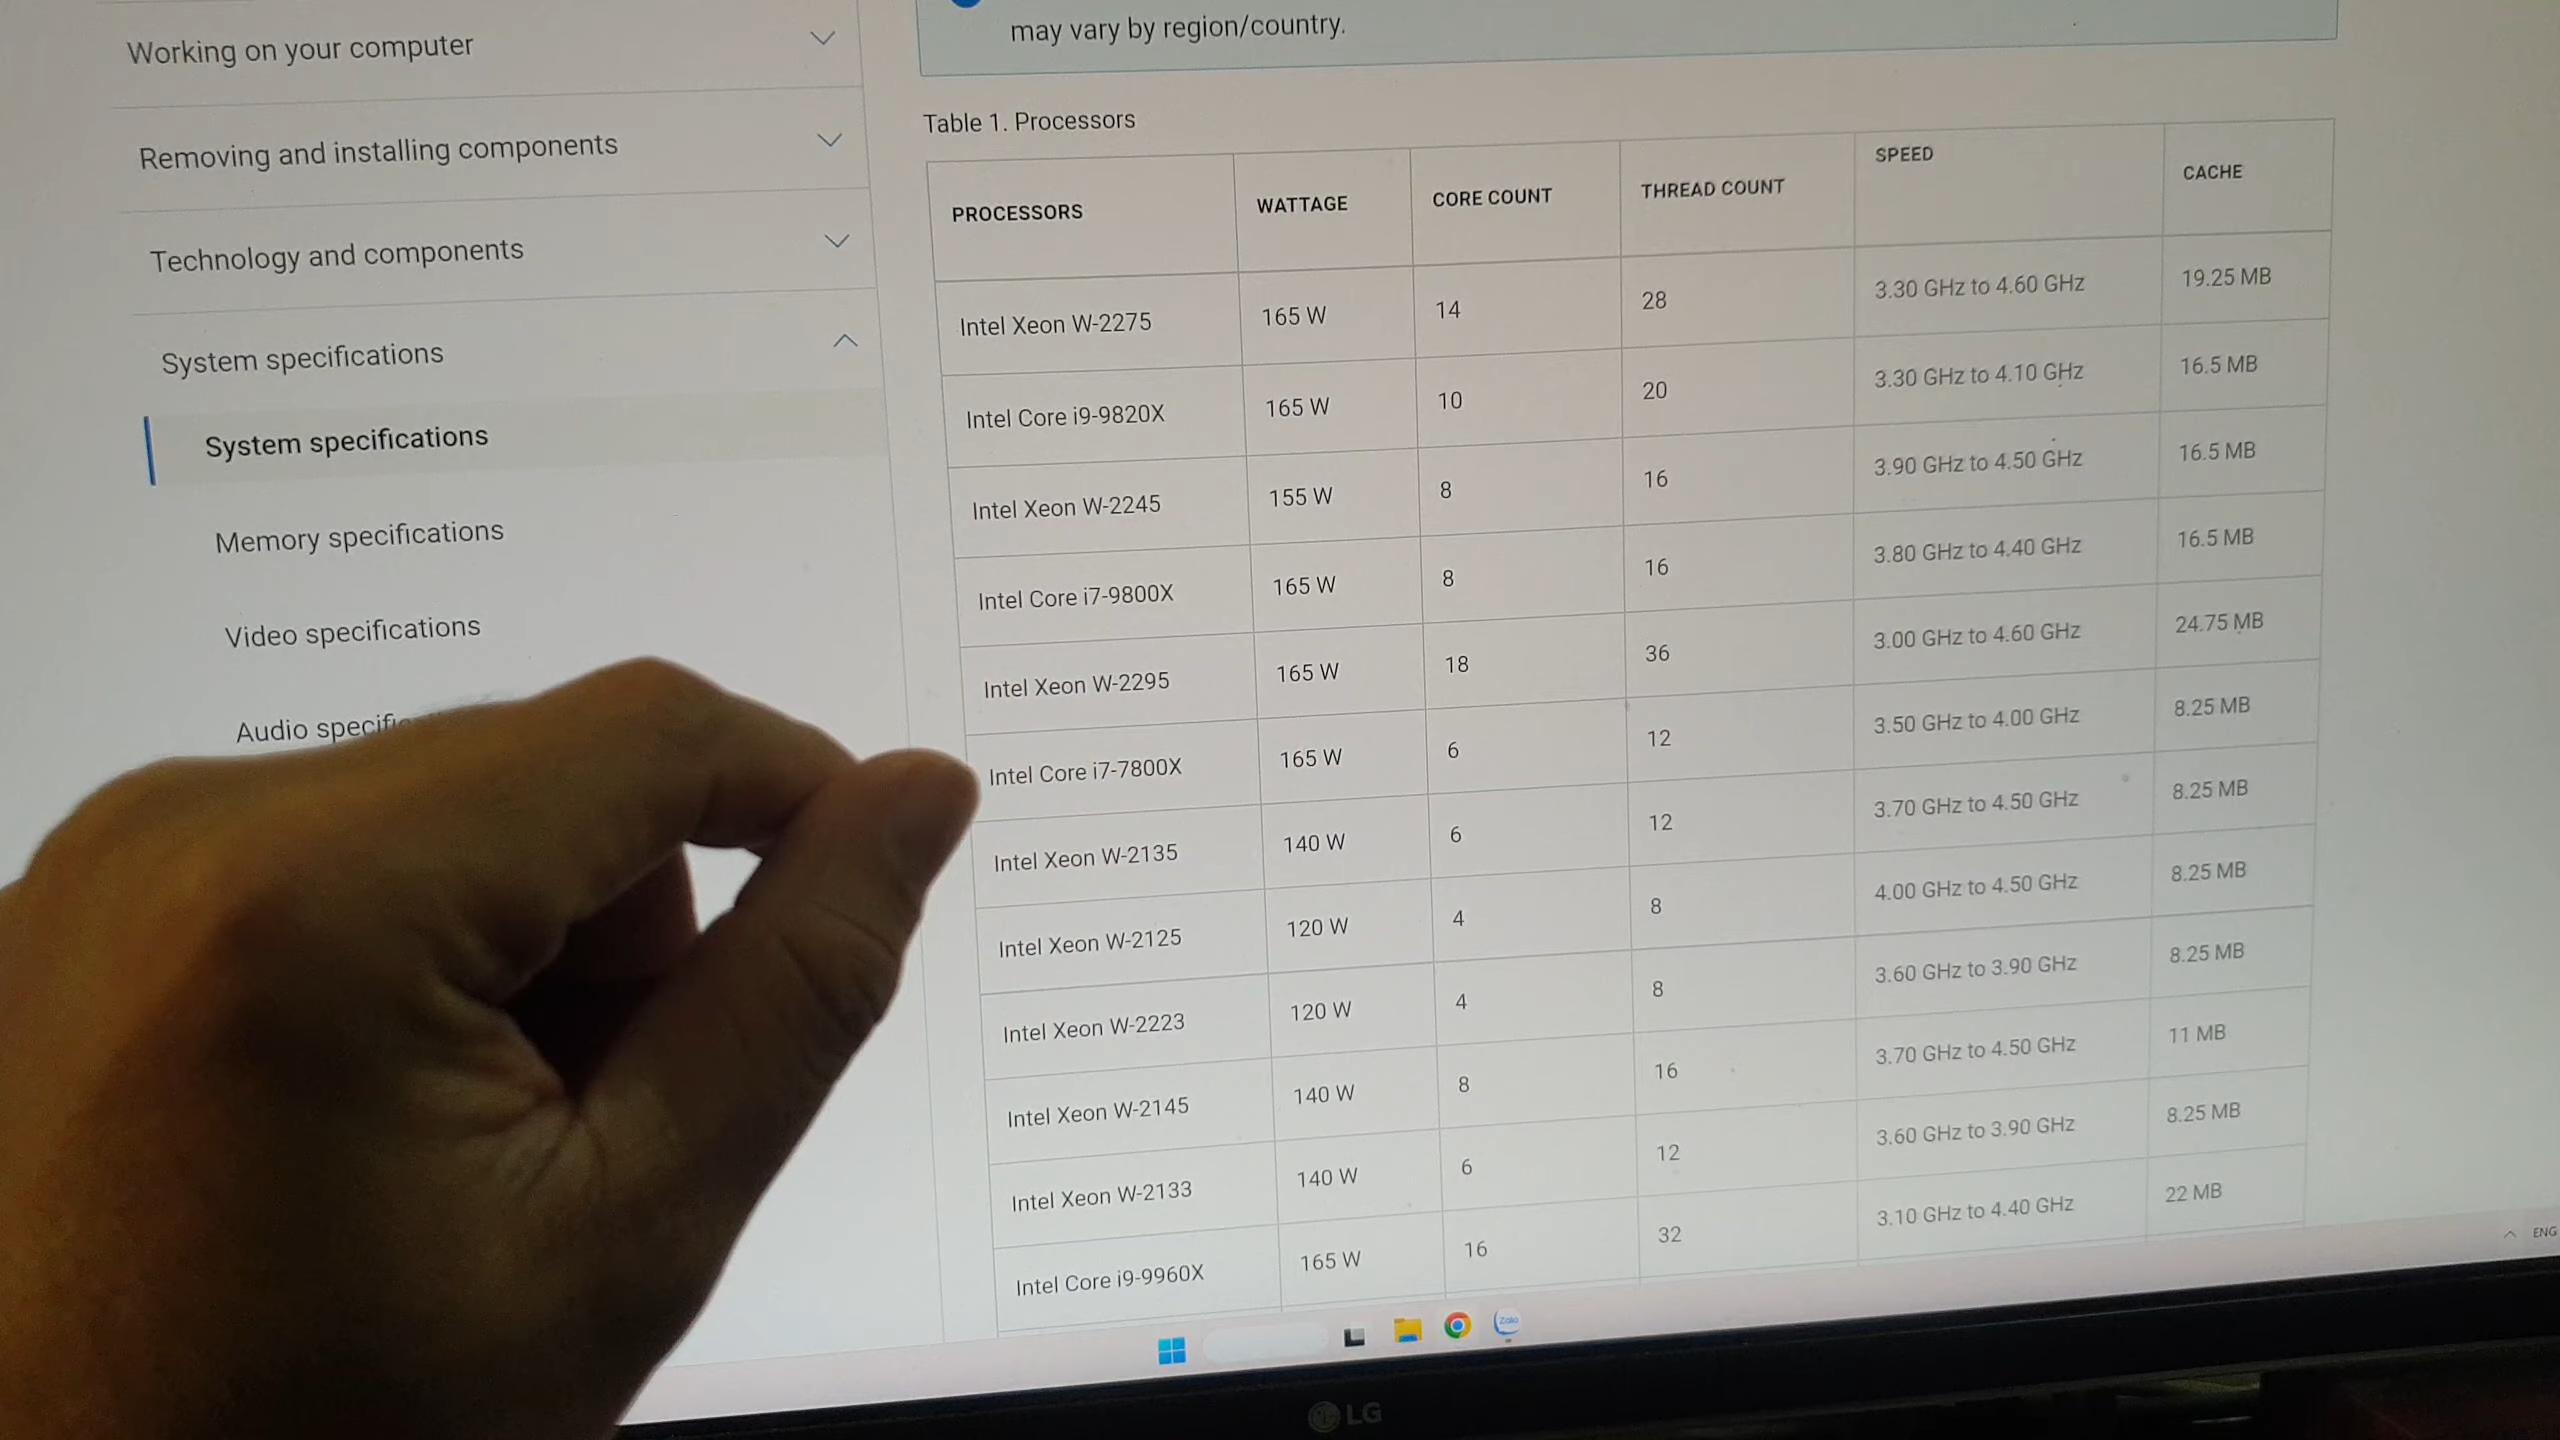 Working on your computer
Removing and installing components
Technology and components
System specifications
System specifications
Memory specifications
Video specifications
Audio
may vary by region/country.
Table 1. Processors
PROCESSORS WATTAGE CORE COUNT THREAD COUNT SPEED CACHE
Intel Xeon W-2275 165 W 14 28 3.30 GHz to 4.60 GHz 19.25 MB
Intel Core i9-9820X 165 W 10 20 3.30 GHz to 4.10 GHz 16.5 MB
Intel Xeon W-2245 155 W 8 16 3.90 GHz to 4.50 GHz 16.5 MB
Intel Core i7-9800X 165 W 8 16 3.80 GHz to 4.40 GHz 16.5 MB
Intel Xeon W-2295 165 W 18 36 3.00 GHz to 4.60 GHz 24.75 MB
Intel Core i7-7800X 165 W 6 12 3.50 GHz to 4.00 GHz 8.25 MB
Intel Xeon W-2135 140 W 6 12 3.70 GHz to 4.50 GHz 8.25 MB
Intel Xeon W-2125 120 W 4 8 4.00 GHz to 4.50 GHz 8.25 MB
Intel Xeon W-2223 120 W 4 8 3.60 GHz to 3.90 GHz 8.25 MB
Intel Xeon W-2145 140 W 8 16 3.70 GHz to 4.50 GHz 11 MB
Intel Xeon W-2133 140 W 6 12 3.60 GHz to 3.90 GHz 8.25 MB
Intel Core i9-9960X 165 W 16 32 3.10 GHz to 4.40 GHz 22 MB
Zalo
ENG
LG